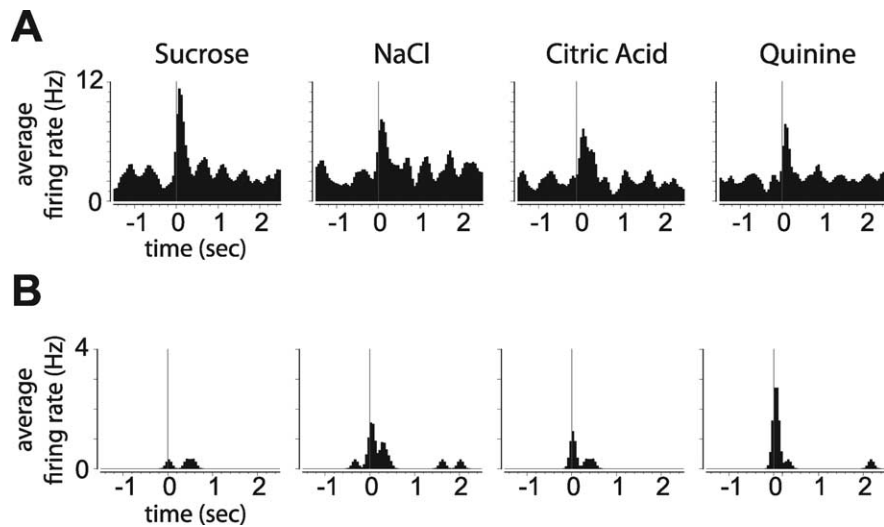 A
Sucrose NaCl Citric Acid Quinine
average
firing rate (Hz)
12
0
-1 0 1 2 -1 0 1 2 -1 0 1 2 -1 0 1 2
time (sec)
B
average
firing rate (Hz)
4
0
-1 0 1 2 -1 0 1 2 -1 0 1 2 -1 0 1 2
time (sec)